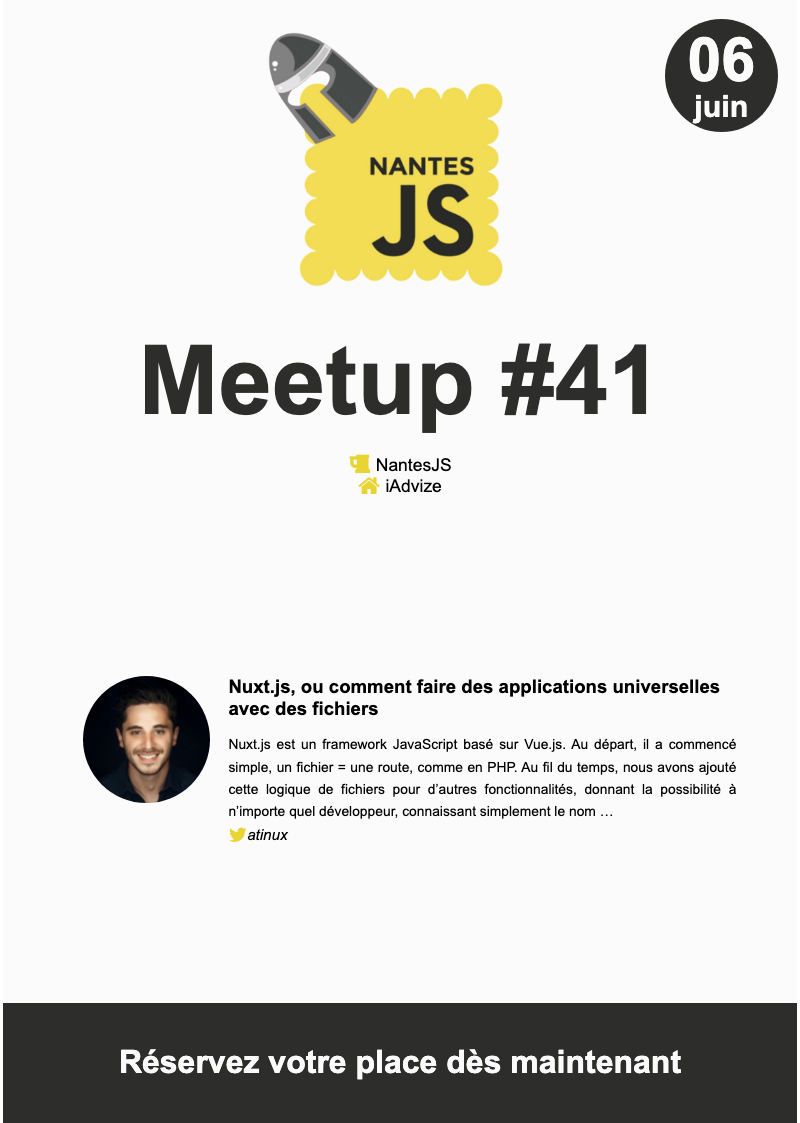 06
juin
NANTES
JS
Meetup #41
NantesJS
iAdvize
Nuxt.js, ou comment faire des applications universelles
avec des fichiers
Nuxt.js est un framework JavaScript basé sur Vue.js. Au départ, il a commencé
simple, un fichier = une route, comme en PHP. Au fil du temps, nous avons ajouté
cette logique de fichiers pour d’autres fonctionnalités, donnant la possibilité à
n’importe quel développeur, connaissant simplement le nom …
atinux
Réservez votre place dès maintenant